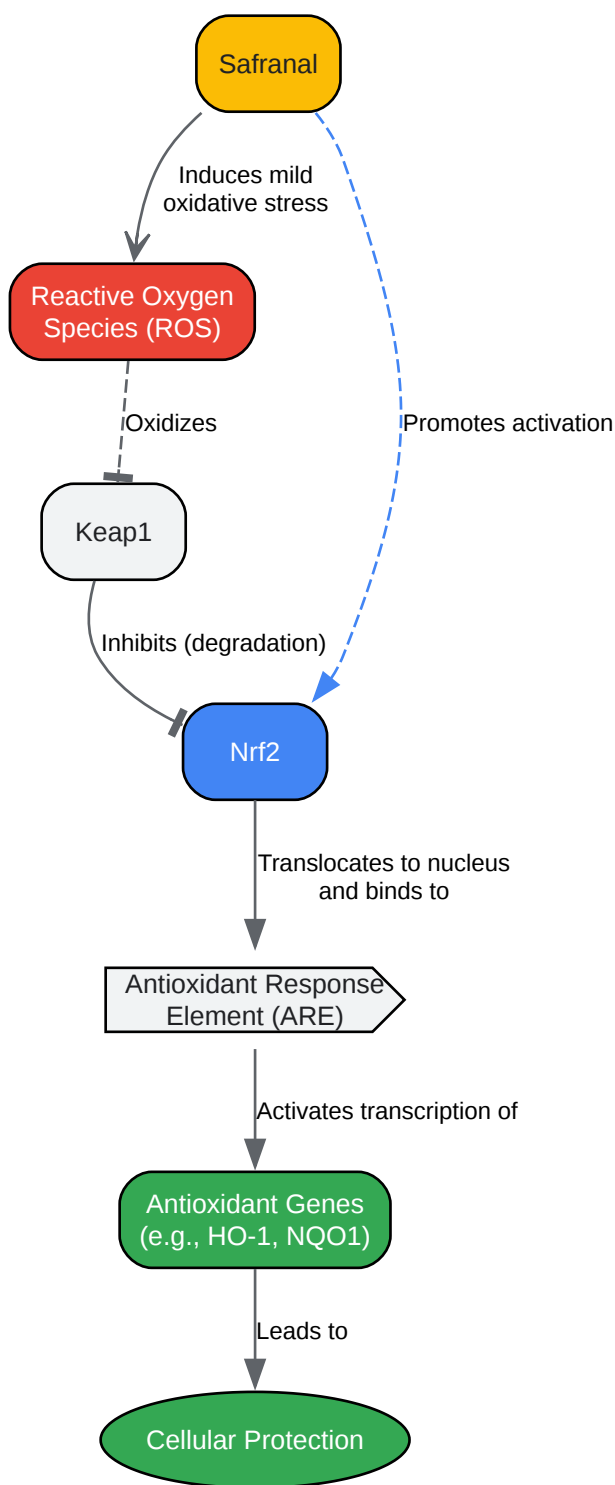 Safranal
Induces mild
oxidative stress
Reactive Oxygen
Species (ROS)
Oxidizes
Promotes activation
Keap1
Inhibits (degradation)
Nrf2
Translocates to nucleus
and binds to
Antioxidant Response
Element (ARE)
Activates transcription of
Antioxidant Genes
(e.g., HO-1, NQO1)
Leads to
Cellular Protection